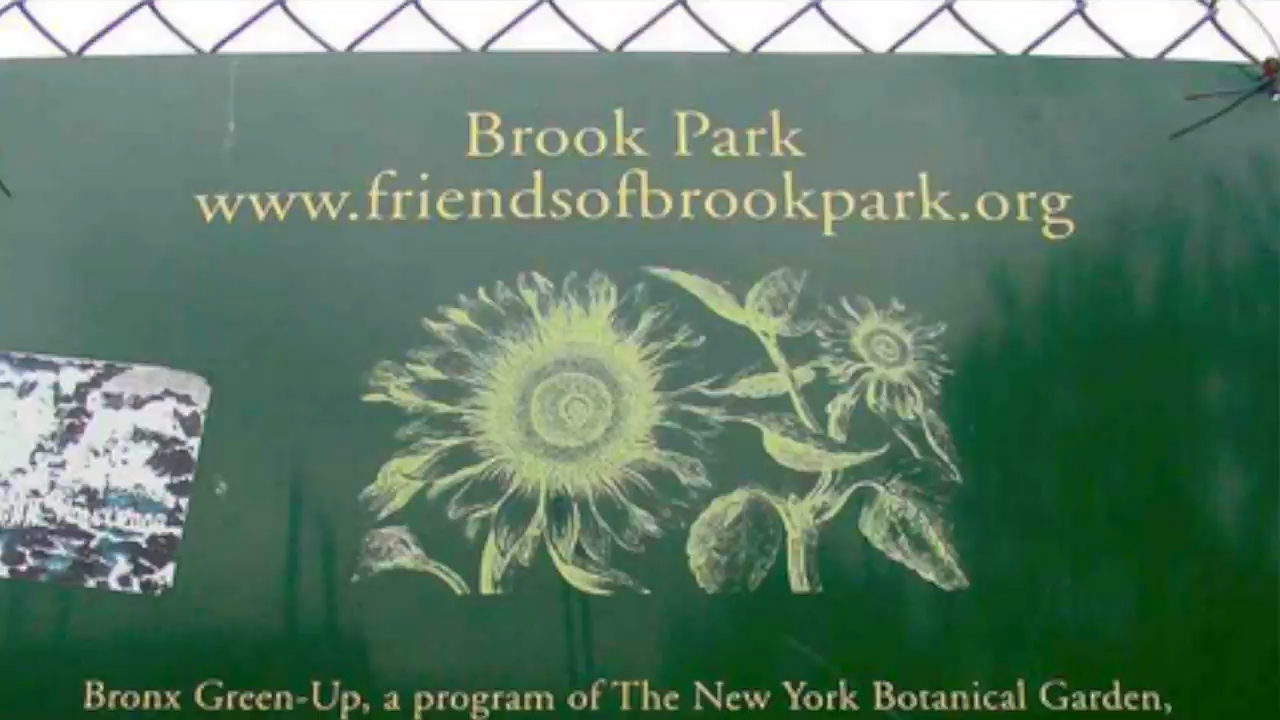 Brook Park
www.friendsofbrookpark.org
Bronx Green-Up, a program of The New York Botanical Garden,